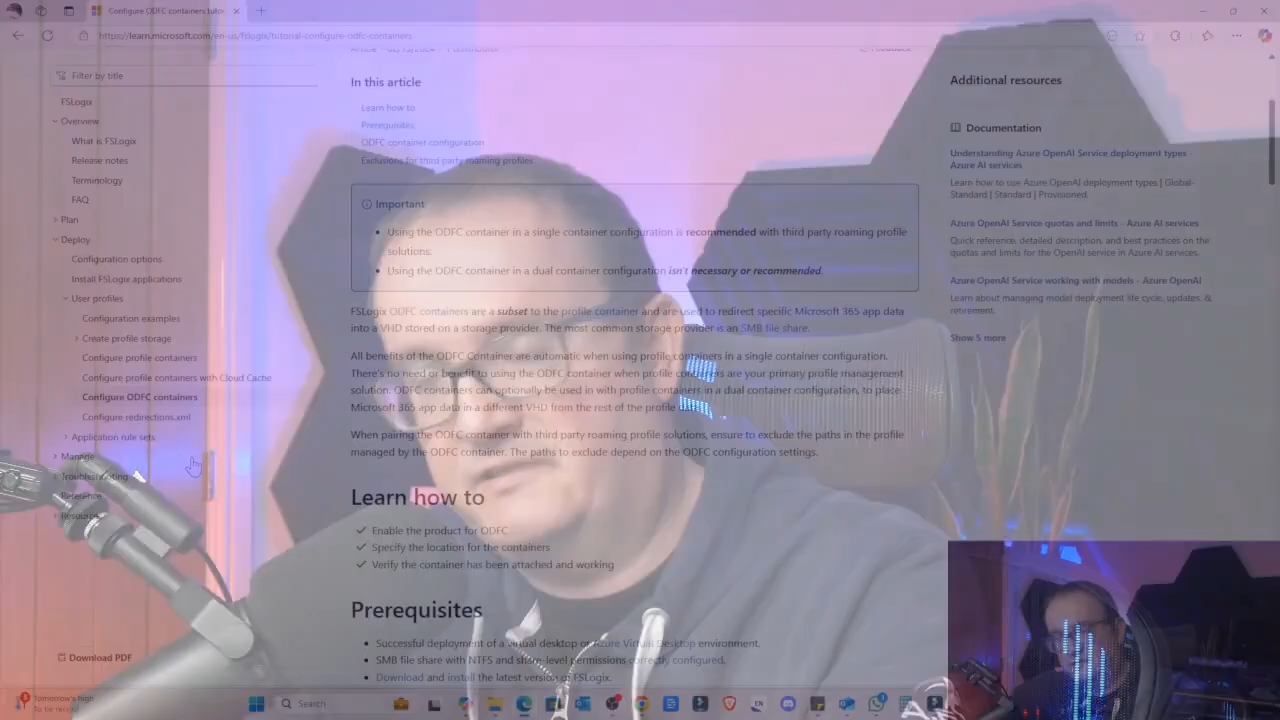 Configure ODFC containers tutor
https://learn.microsoft.com/en-us/fslogix/tutorial-configure-odfc-containers
Filter by title
FSLogix
Overview
What is FSLogix
Release notes
Terminology
FAQ
Plan
Deploy
Configuration options
Install FSLogix applications
User profiles
Configuration examples
Create profile storage
Configure profile containers
Configure profile containers with Cloud Cache
Configure ODFC containers
Configure redirections.xml
Application rule sets
Manage
Troubleshooting
Reference
Resources
Download PDF
In this article
Learn how to
Prerequisites
ODFC container configuration
Exclusions for third party roaming profiles
Important
Using the ODFC container in a single container configuration is recommended with third party roaming profile
solutions.
Using the ODFC container in a dual container configuration isn't necessary or recommended.
FSLogix ODFC containers are a subset to the profile container and are used to redirect specific Microsoft 365 app data
into a VHD stored on a storage provider. The most common storage provider is an SMB file share.
All benefits of the ODFC Container are automatic when using profile containers in a single container configuration.
There's no need or benefit to using the ODFC container when profile containers are your primary profile management
solution. ODFC containers can optionally be used in with profile containers in a dual container configuration, to place
Microsoft 365 app data in a different VHD from the rest of the profile data.
When pairing the ODFC container with third party roaming profile solutions, ensure to exclude the paths in the profile
managed by the ODFC container. The paths to exclude depend on the ODFC configuration settings.
Learn how to
Enable the product for ODFC
Specify the location for the containers
Verify the container has been attached and working
Prerequisites
Successful deployment of a virtual desktop or Azure Virtual Desktop environment.
SMB file share with NTFS and share-level permissions correctly configured.
Download and install the latest version of FSLogix.
Additional resources
Documentation
Understanding Azure OpenAI Service deployment types -
Azure AI services
Learn how to use Azure OpenAI deployment types | Global-
Standard | Standard | Provisioned.
Azure OpenAI Service quotas and limits - Azure AI services
Quick reference, detailed description, and best practices on the
quotas and limits for the OpenAI service in Azure AI services.
Azure OpenAI Service working with models - Azure OpenAI
Learn about managing model deployment life cycle, updates, &
retirement.
Show 5 more
Tomorrow's high
Search